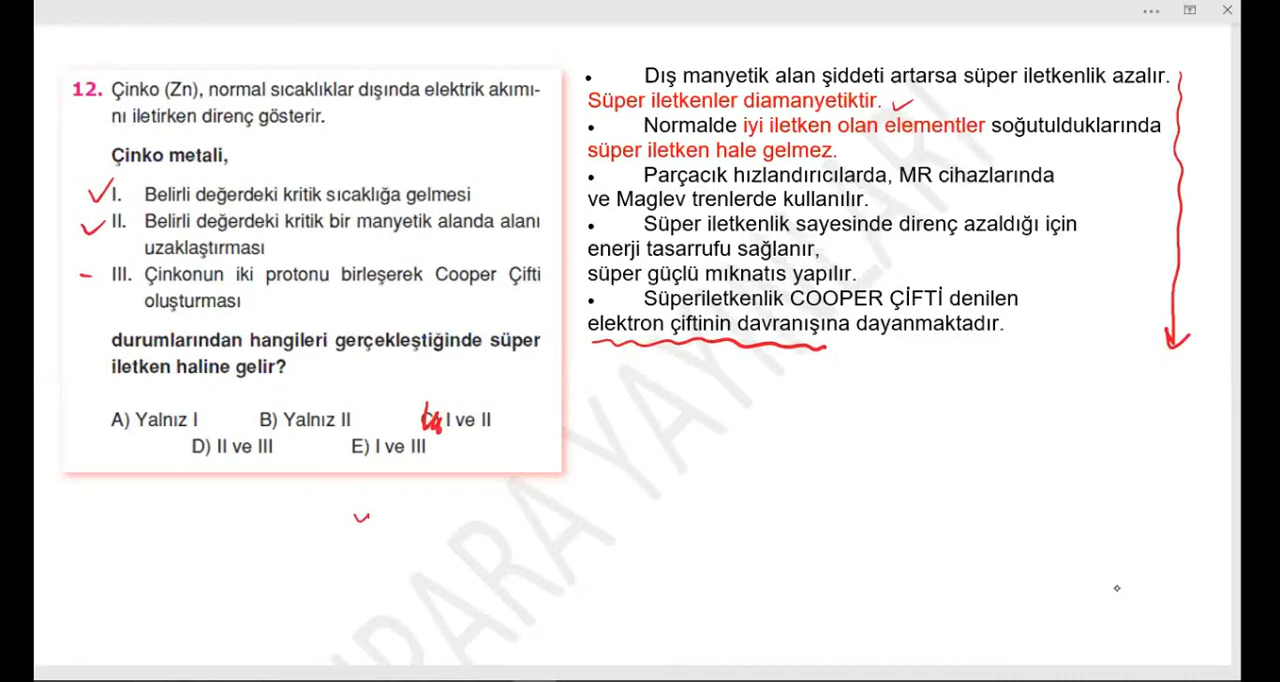 12. Çinko (Zn), normal sıcaklıklar dışında elektrik akımı-
nı iletirken direnç gösterir.
Çinko metali,
I. Belirli değerdeki kritik sıcaklığa gelmesi
II. Belirli değerdeki kritik bir manyetik alanda alanı
uzaklaştırması
III. Çinkonun iki protonu birleşerek Cooper Çifti
oluşturması
durumlarından hangileri gerçekleştiğinde süper
iletken haline gelir?
A) Yalnız I B) Yalnız II C) I ve II
D) II ve III E) I ve III
• Dış manyetik alan şiddeti artarsa süper iletkenlik azalır.
Süper iletkenler diamanyetiktir.
• Normalde iyi iletken olan elementler soğutulduklarında
süper iletken hale gelmez.
• Parçacık hızlandırıcılarda, MR cihazlarında
ve Maglev trenlerde kullanılır.
• Süper iletkenlik sayesinde direnç azaldığı için
enerji tasarrufu sağlanır,
süper güçlü mıknatıs yapılır.
• Süperiletkenlik COOPER ÇİFTİ denilen
elektron çiftinin davranışına dayanmaktadır.
PARA YAYINLARI